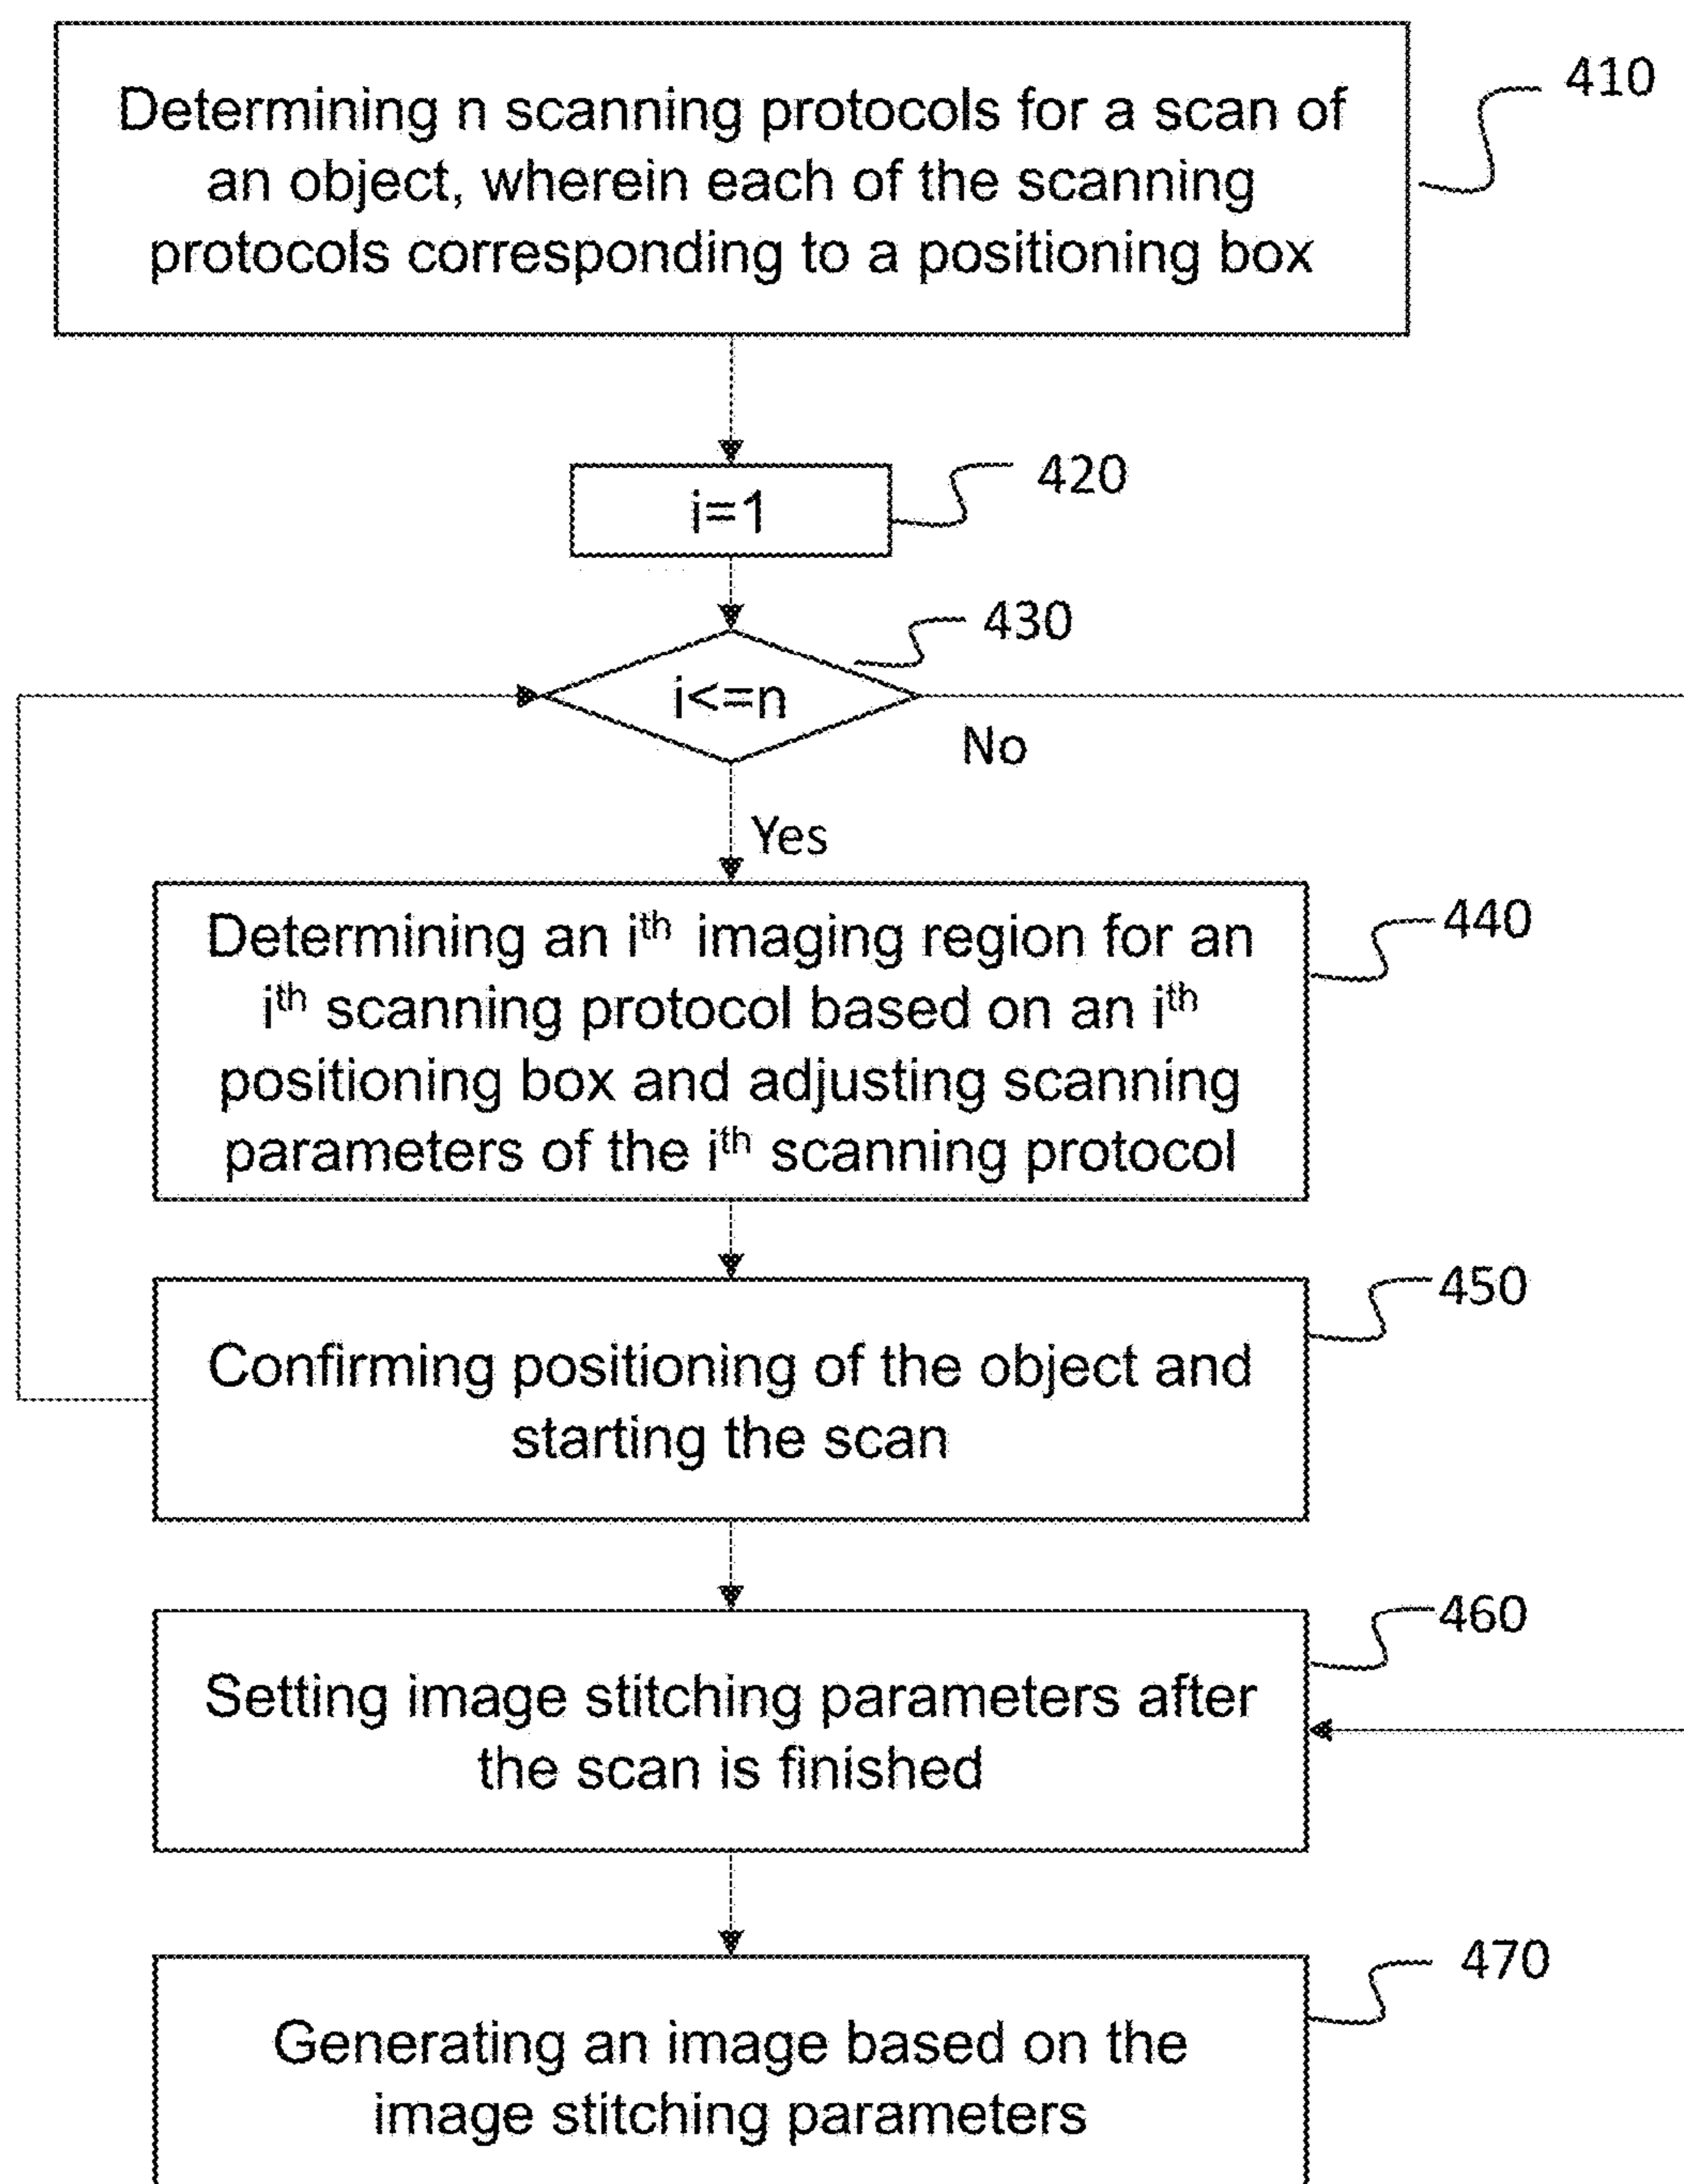 Determining n scanning protocols for a scan of
an object, wherein each of the scanning
protocols corresponding to a positioning box
410
i=1
420
i<=n
430
No
Yes
Determining an iᵗʰ imaging region for an
iᵗʰ scanning protocol based on an iᵗʰ
positioning box and adjusting scanning
parameters of the iᵗʰ scanning protocol
440
Confirming positioning of the object and
starting the scan
450
Setting image stitching parameters after
the scan is finished
460
Generating an image based on the
image stitching parameters
470